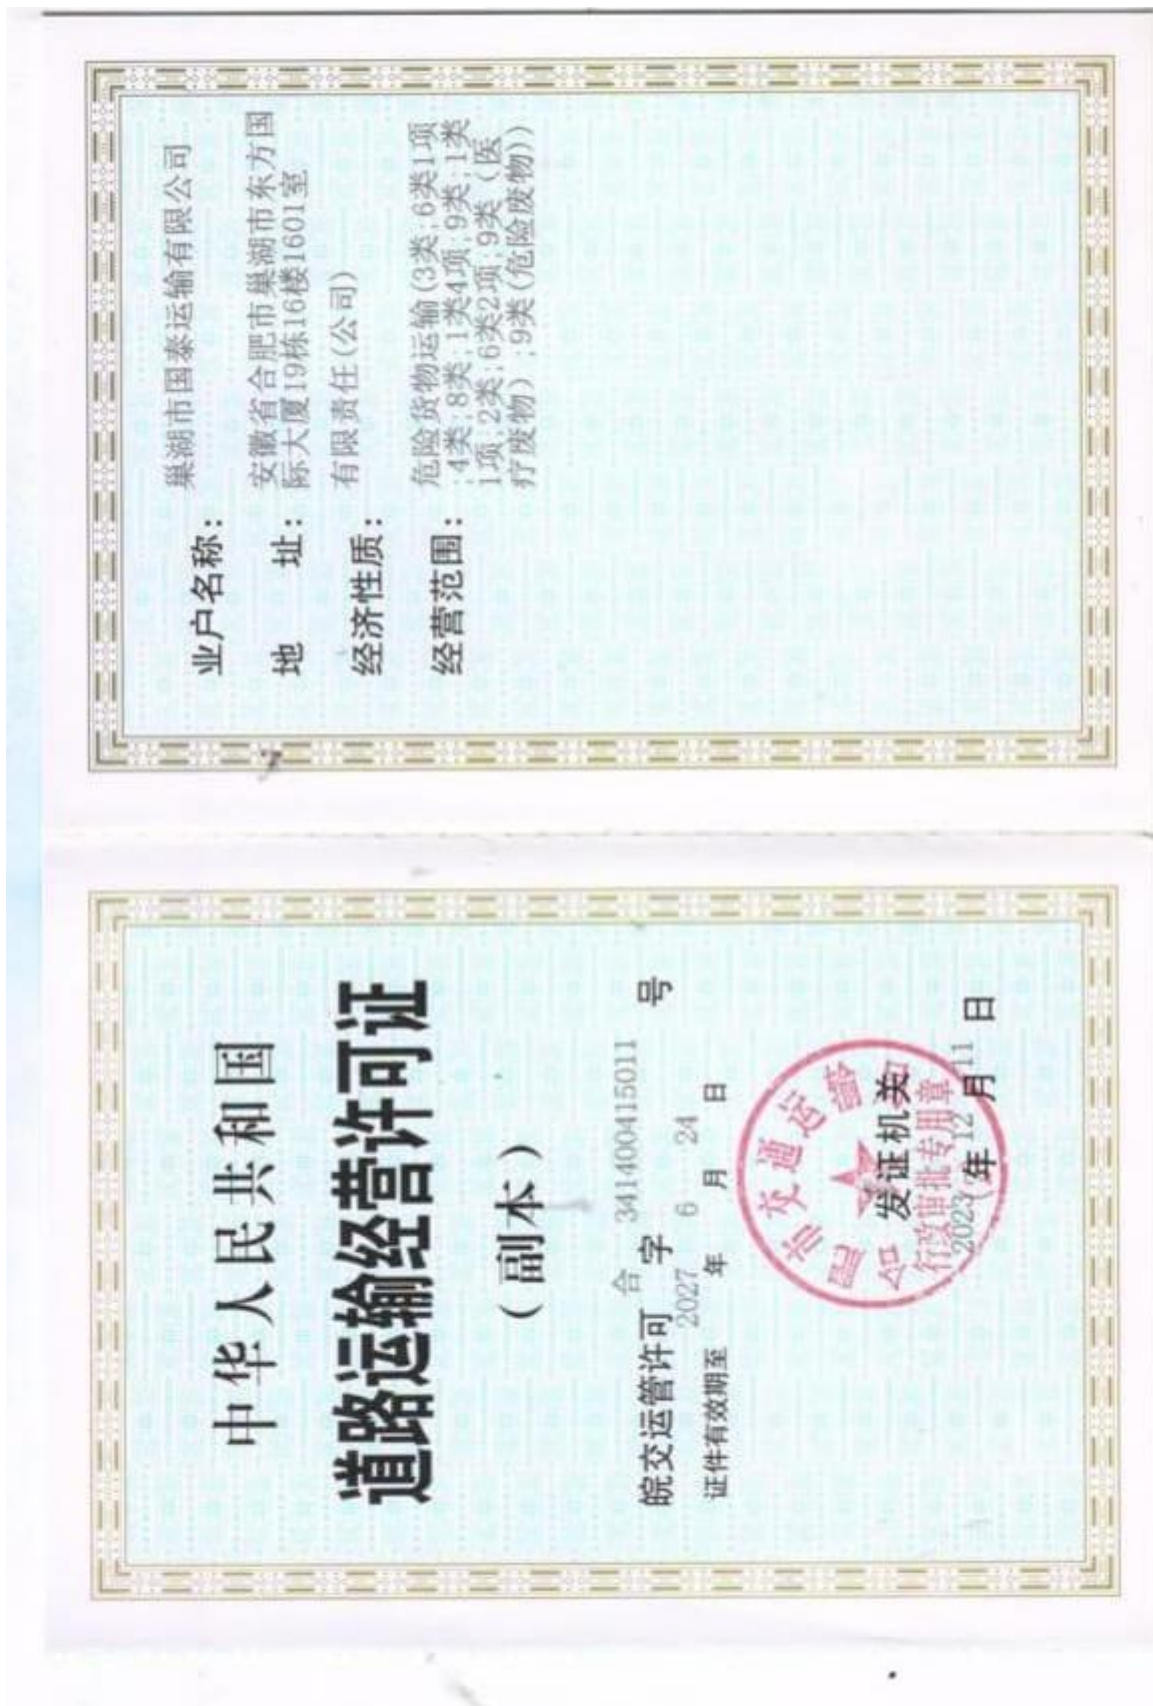 中华人民共和国
道路运输经营许可证
（副本）
皖交运管许可 合 字 341400415011 号
证件有效期至 2027 年 6 月 24 日
发证机关
行政审批专用章
2023 年 12 月 11 日
业户名称： 巢湖市国泰运输有限公司
地 址： 安徽省合肥市巢湖市东方国
际大厦19栋16楼1601室
经济性质： 有限责任(公司)
经营范围： 危险货物运输(3类;6类1项
;4类;8类;1类4项;9类;1类
1项;2类;6类2项;9类（医
疗废物）;9类(危险废物))